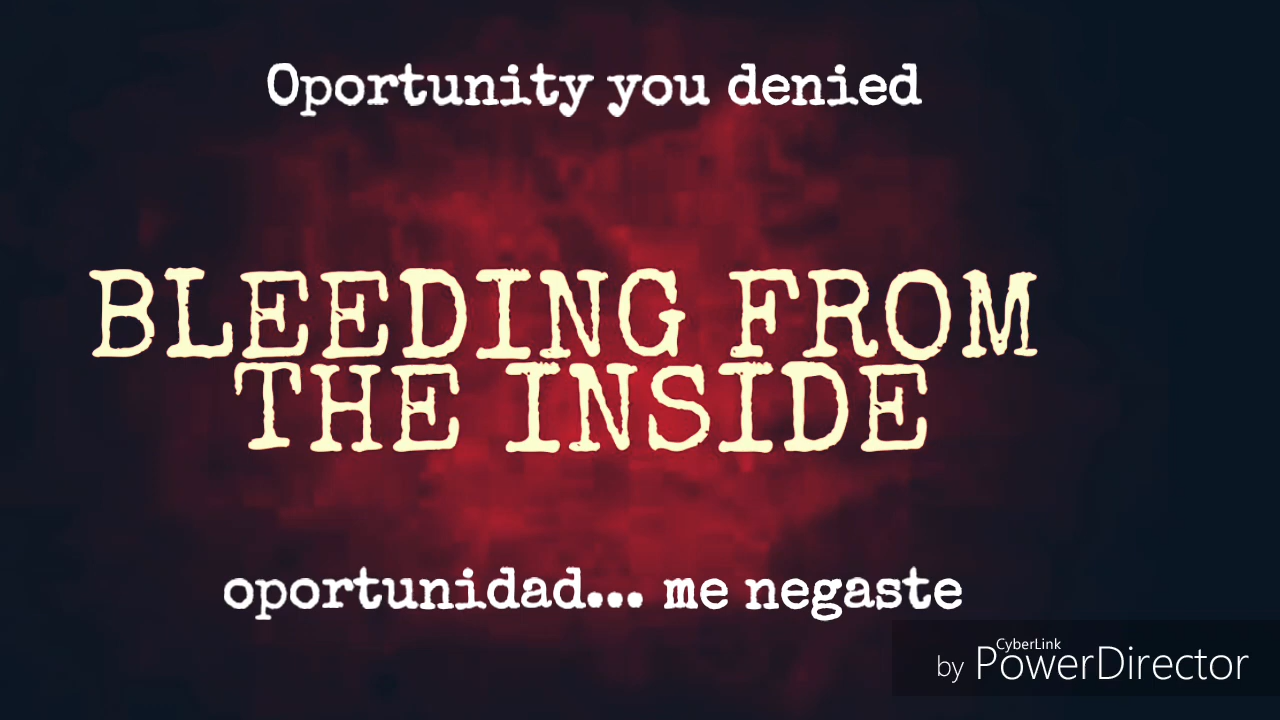 Oportunity you denied
BLEEDING FROM
THE INSIDE
oportunidad... me negaste
CyberLink
by PowerDirector